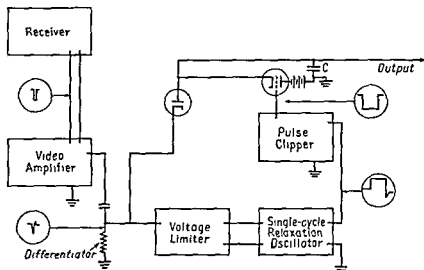 Receiver
C
Output
Pulse
Clipper
Video
Amplifier
Voltage
Limiter
Single-cycle
Relaxation
Oscillator
Differentiator